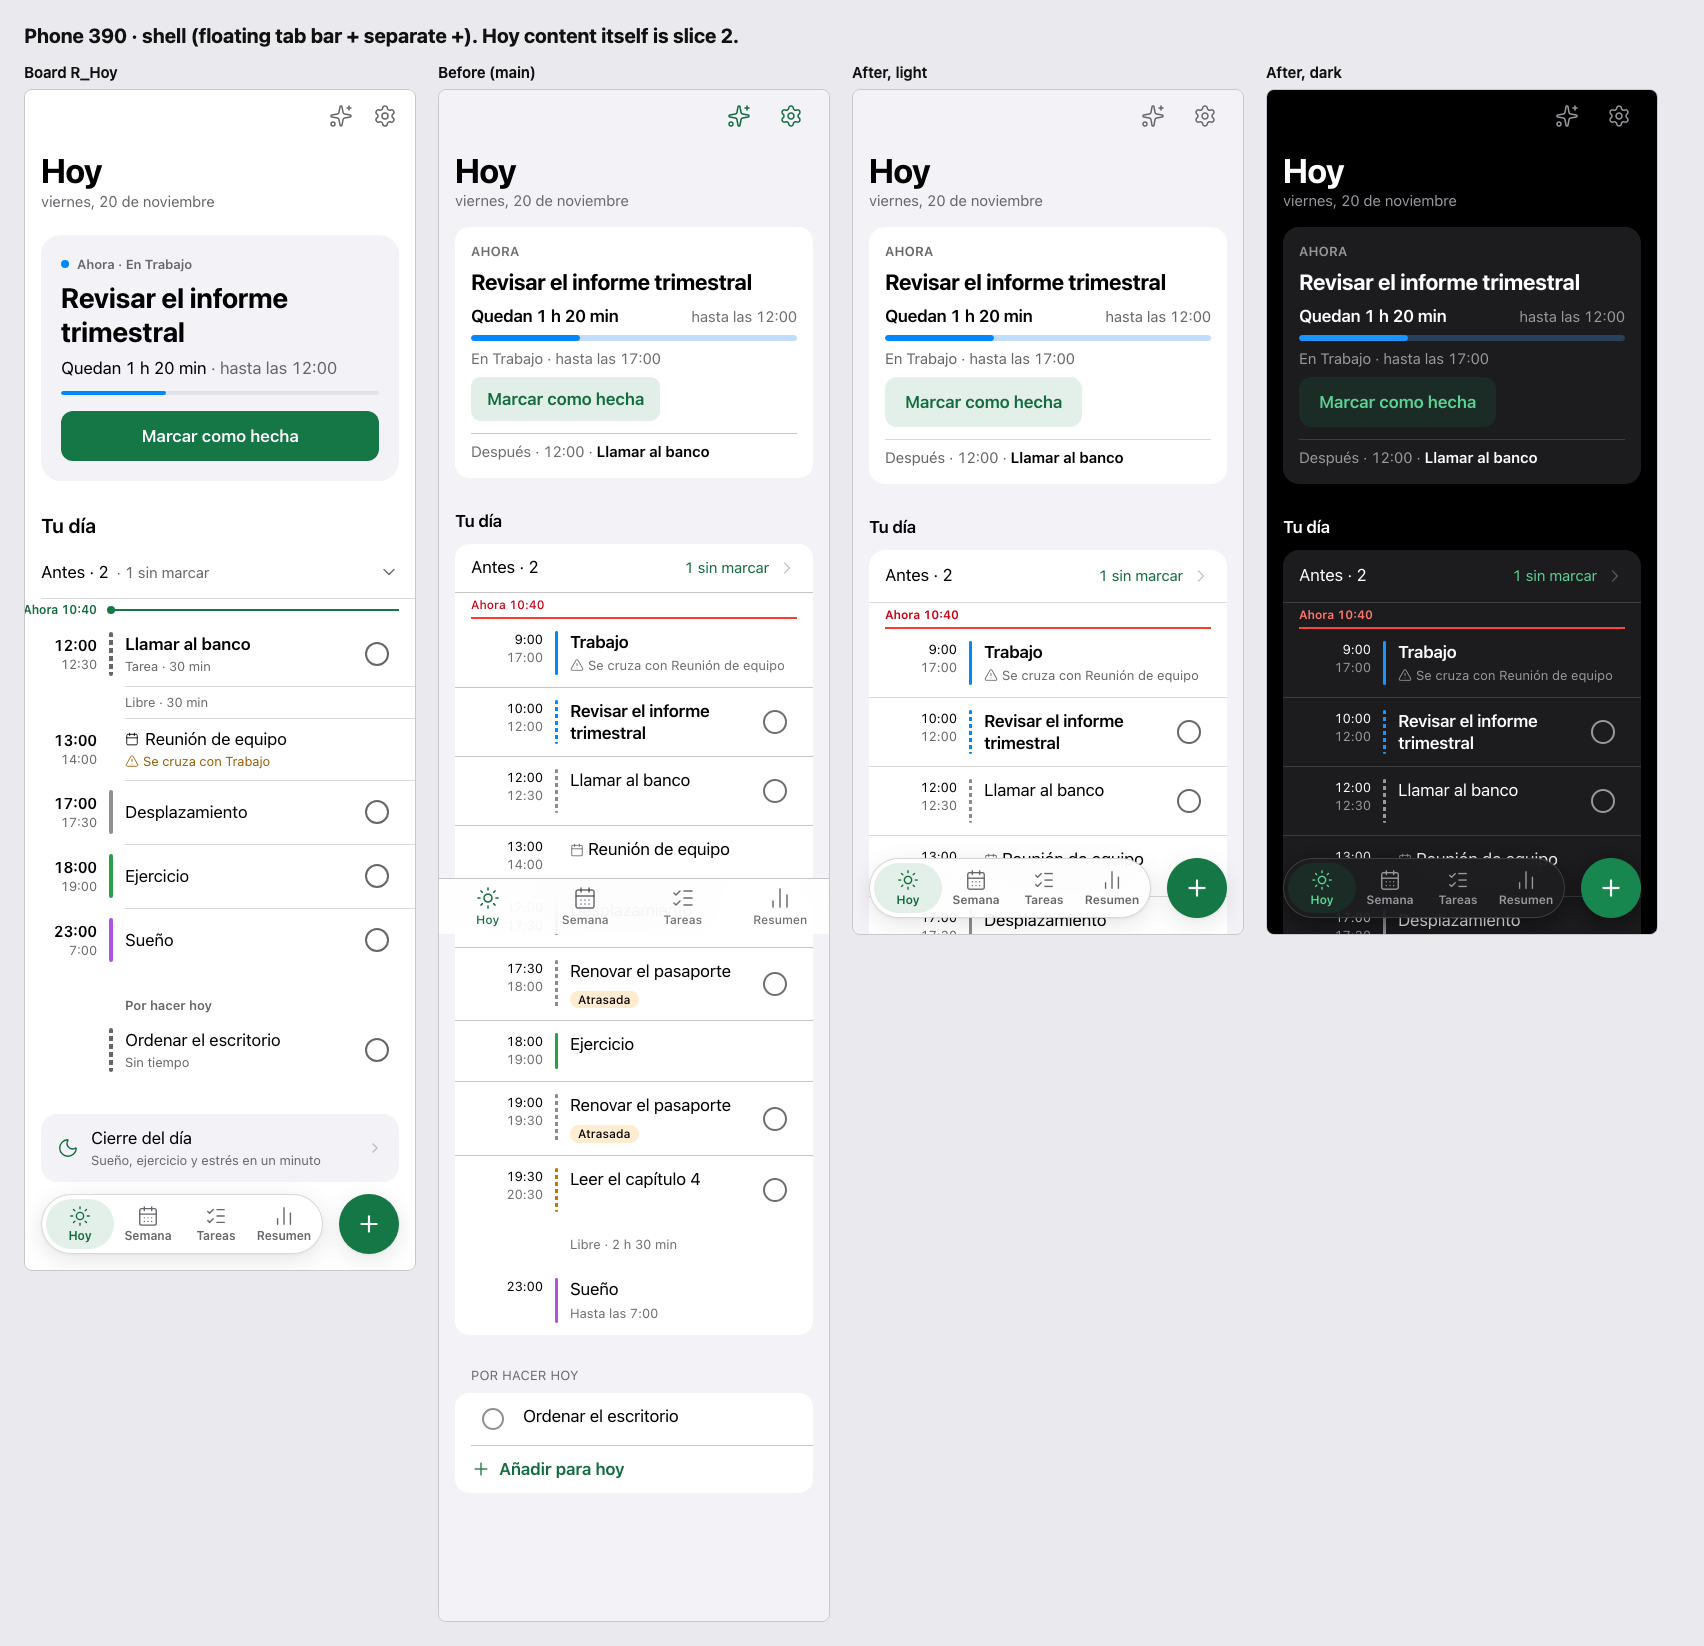 Phone 390 · shell (floating tab bar + separate +). Hoy content itself is slice 2.
Board R_Hoy
Hoy
viernes, 20 de noviembre
Ahora · En Trabajo
Revisar el informe
trimestral
Quedan 1 h 20 min · hasta las 12:00
Marcar como hecha
Tu día
Antes · 2 · 1 sin marcar
Ahora 10:40
12:00 Llamar al banco
12:30 Tarea · 30 min
Libre · 30 min
13:00 Reunión de equipo
14:00 Se cruza con Trabajo
17:00
17:30
Desplazamiento
18:00
19:00
Ejercicio
23:00
7:00
Sueño
Por hacer hoy
Ordenar el escritorio
Sin tiempo
Cierre del día
Sueño, ejercicio y estrés en un minuto
Hoy Semana Tareas Resumen
Before (main)
Hoy
viernes, 20 de noviembre
AHORA
Revisar el informe trimestral
Quedan 1 h 20 min hasta las 12:00
En Trabajo · hasta las 17:00
Marcar como hecha
Después · 12:00 · Llamar al banco
Tu día
Antes · 2 1 sin marcar
Ahora 10:40
9:00 Trabajo
17:00 Se cruza con Reunión de equipo
10:00 Revisar el informe
12:00 trimestral
12:00 Llamar al banco
12:30
13:00 Reunión de equipo
14:00
Hoy Semana Tareas Resumen
17:30 Renovar el pasaporte
18:00 Atrasada
18:00 Ejercicio
19:00
19:00 Renovar el pasaporte
19:30 Atrasada
19:30 Leer el capítulo 4
20:30
Libre · 2 h 30 min
23:00 Sueño
Hasta las 7:00
POR HACER HOY
Ordenar el escritorio
+ Añadir para hoy
After, light
Hoy
viernes, 20 de noviembre
AHORA
Revisar el informe trimestral
Quedan 1 h 20 min hasta las 12:00
En Trabajo · hasta las 17:00
Marcar como hecha
Después · 12:00 · Llamar al banco
Tu día
Antes · 2 1 sin marcar
Ahora 10:40
9:00 Trabajo
17:00 Se cruza con Reunión de equipo
10:00 Revisar el informe
12:00 trimestral
12:00 Llamar al banco
12:30
13:00 Reunión de equipo
Hoy Semana Tareas Resumen
17:00 Desplazamiento
17:30
After, dark
Hoy
viernes, 20 de noviembre
AHORA
Revisar el informe trimestral
Quedan 1 h 20 min hasta las 12:00
En Trabajo · hasta las 17:00
Marcar como hecha
Después · 12:00 · Llamar al banco
Tu día
Antes · 2 1 sin marcar
Ahora 10:40
9:00 Trabajo
17:00 Se cruza con Reunión de equipo
10:00 Revisar el informe
12:00 trimestral
12:00 Llamar al banco
12:30
13:00 Reunión de equipo
Hoy Semana Tareas Resumen
17:00 Desplazamiento
17:30